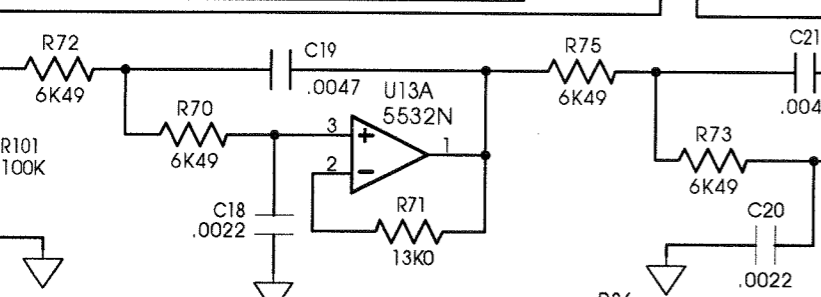 R72
6K49
C19
.0047
R75
6K49
C21
.004
U13A
5532N
R70
6K49
3
+
1
2
−
R101
100K
R73
6K49
C18
.0022
R71
13K0
C20
.0022